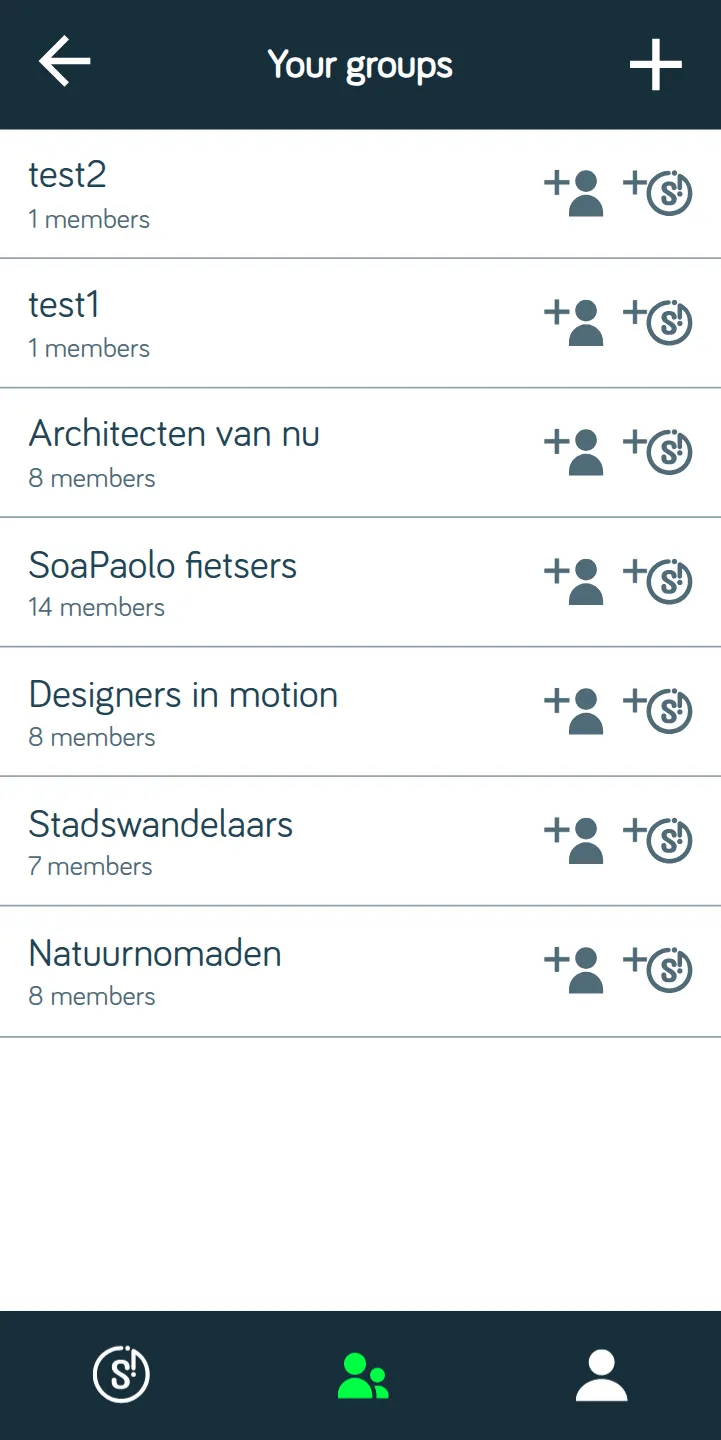 Your groups
test2
1 members
test1
1 members
Architecten van nu
8 members
SoaPaolo fietsers
14 members
Designers in motion
8 members
Stadswandelaars
7 members
Natuurnomaden
8 members